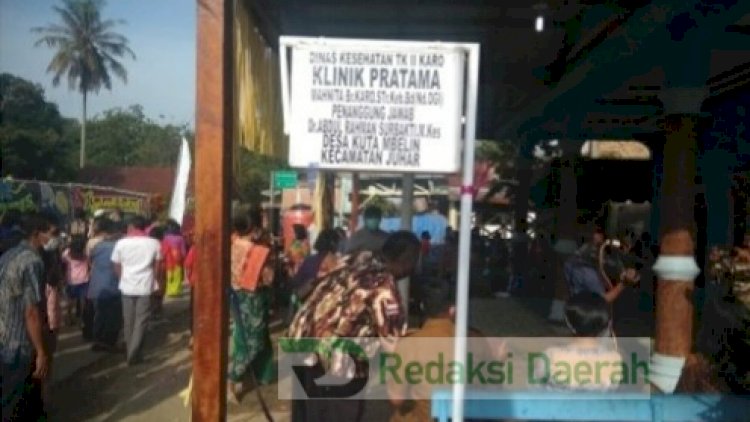 DINAS KESEHATAN TK II KARO
KLINIK PRATAMA
PENANGGUNG JAWAB
Dr.ABDUL RAHMAN SURBAKTI.M.Kes
DESA KUTA MBELIN
KECAMATAN JUHAR
Redaksi Daerah